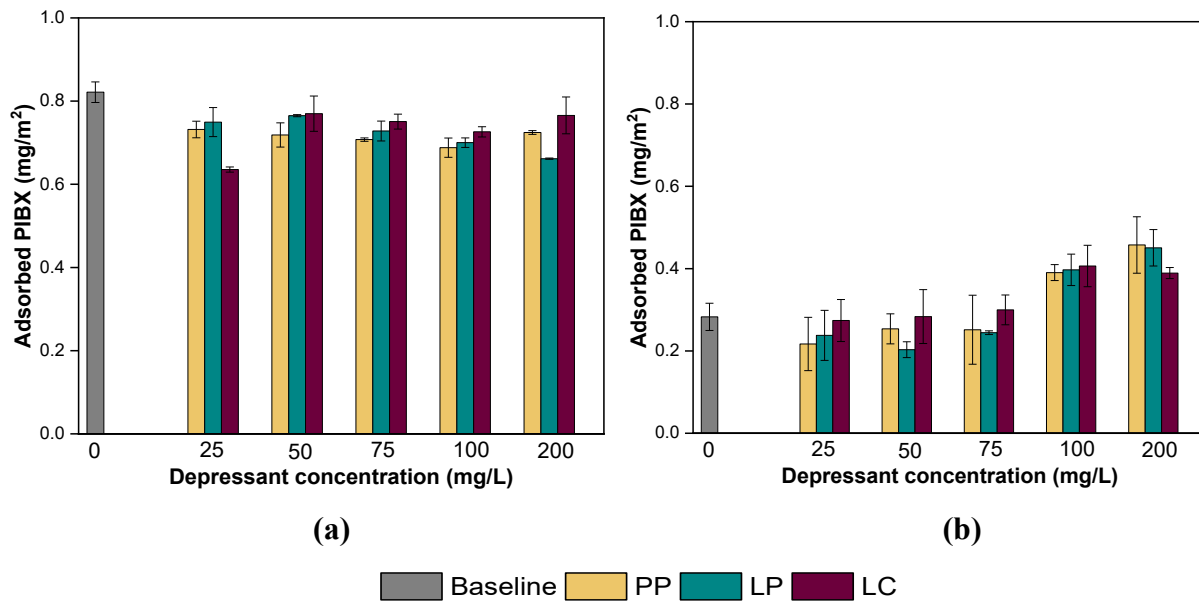 1.0
0.8
0.6
0.4
0.2
0.0
Adsorbed PIBX (mg/m²)
0 25 50 75 100 200
Depressant concentration (mg/L)
(a)
1.0
0.8
0.6
0.4
0.2
0.0
Adsorbed PIBX (mg/m²)
0 25 50 75 100 200
Depressant concentration (mg/L)
(b)
Baseline PP LP LC